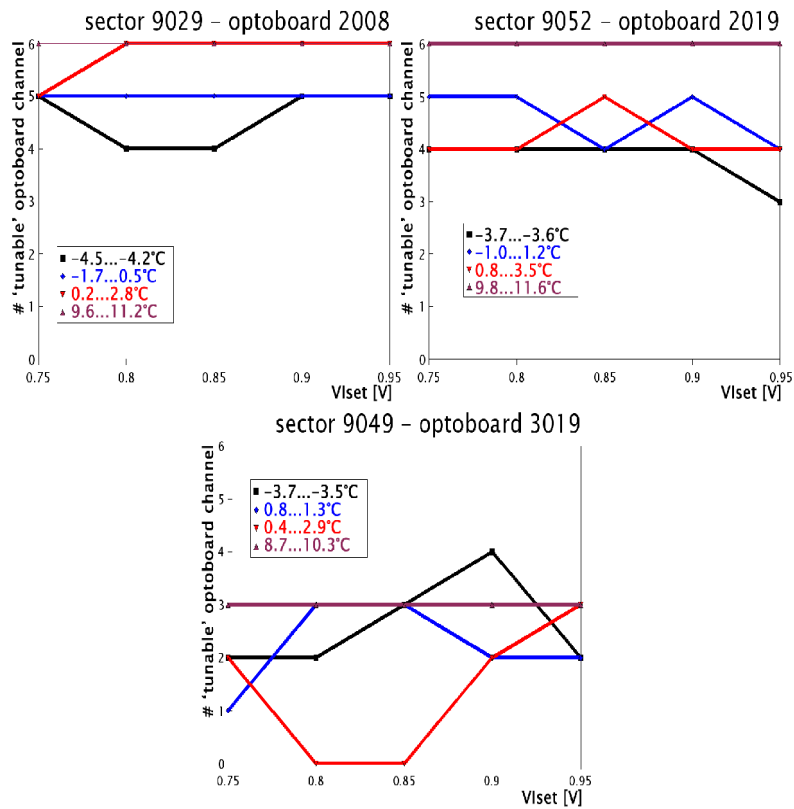 sector 9029 – optoboard 2008
# ‘tunable’ optoboard channel
6
5
4
3
2
1
0
−4.5...−4.2°C
−1.7...0.5°C
0.2...2.8°C
9.6...11.2°C
0.75
0.8
0.85
0.9
0.95
VIset [V]
sector 9052 – optoboard 2019
# ‘tunable’ optoboard channel
6
5
4
3
2
1
0
−3.7...−3.6°C
−1.0...1.2°C
0.8...3.5°C
9.8...11.6°C
0.75
0.8
0.85
0.9
0.95
VIset [V]
sector 9049 – optoboard 3019
# ‘tunable’ optoboard channel
6
5
4
3
2
1
0
−3.7...−3.5°C
0.8...1.3°C
0.4...2.9°C
8.7...10.3°C
0.75
0.8
0.85
0.9
0.95
VIset [V]